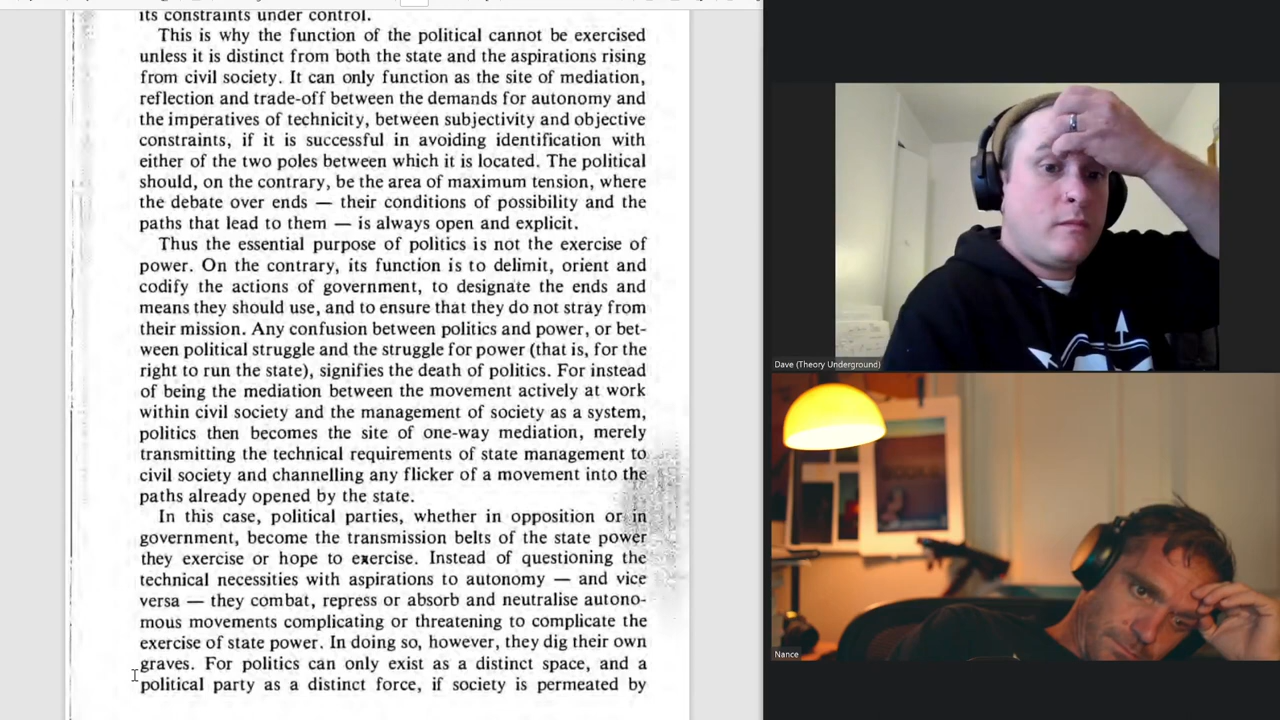 its constraints under control.
This is why the function of the political cannot be exercised
unless it is distinct from both the state and the aspirations rising
from civil society. It can only function as the site of mediation,
reflection and trade-off between the demands for autonomy and
the imperatives of technicity, between subjectivity and objective
constraints, if it is successful in avoiding identification with
either of the two poles between which it is located. The political
should, on the contrary, be the area of maximum tension, where
the debate over ends — their conditions of possibility and the
paths that lead to them — is always open and explicit.
Thus the essential purpose of politics is not the exercise of
power. On the contrary, its function is to delimit, orient and
codify the actions of government, to designate the ends and
means they should use, and to ensure that they do not stray from
their mission. Any confusion between politics and power, or bet-
ween political struggle and the struggle for power (that is, for the
right to run the state), signifies the death of politics. For instead
of being the mediation between the movement actively at work
within civil society and the management of society as a system,
politics then becomes the site of one-way mediation, merely
transmitting the technical requirements of state management to
civil society and channelling any flicker of a movement into the
paths already opened by the state.
In this case, political parties, whether in opposition or in
government, become the transmission belts of the state power
they exercise or hope to exercise. Instead of questioning the
technical necessities with aspirations to autonomy — and vice
versa — they combat, repress or absorb and neutralise autono-
mous movements complicating or threatening to complicate the
exercise of state power. In doing so, however, they dig their own
graves. For politics can only exist as a distinct space, and a
political party as a distinct force, if society is permeated by
Dave (Theory Underground)
Nance